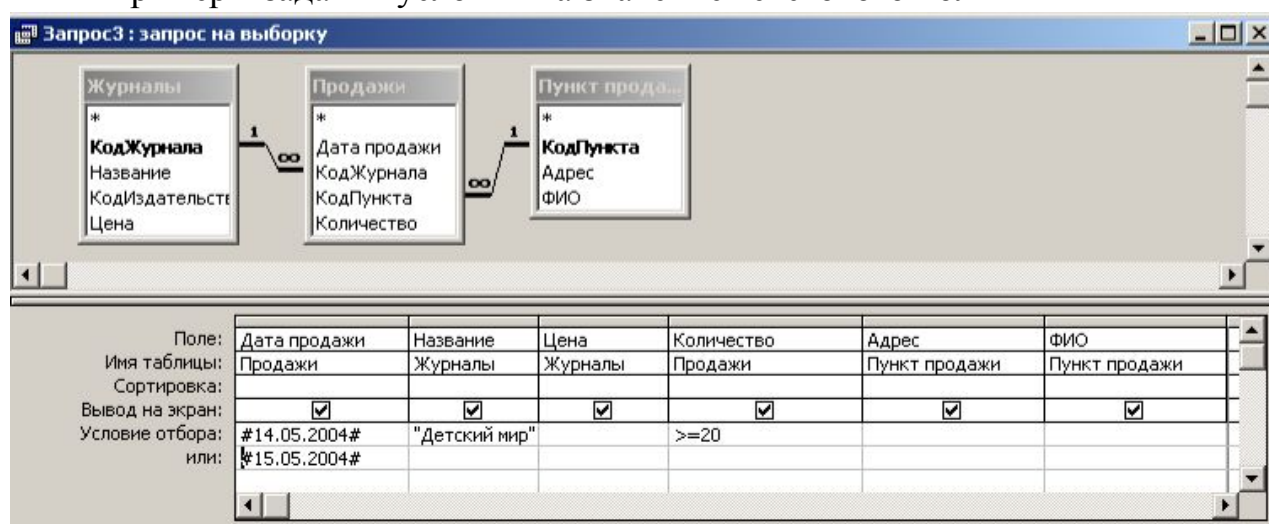 Запрос3 : запрос на выборку
Журналы
*
КодЖурнала
Название
КодИздательств
Цена
1
∞
Продажи
*
Дата продажи
КодЖурнала
КодПункта
Количество
∞
1
Пункт прода...
*
КодПункта
Адрес
ФИО
Поле: Дата продажи Название Цена Количество Адрес ФИО
Имя таблицы: Продажи Журналы Журналы Продажи Пункт продажи Пункт продажи
Сортировка:
Вывод на экран:
Условие отбора: #14.05.2004# "Детский мир" >=20
или: #15.05.2004#